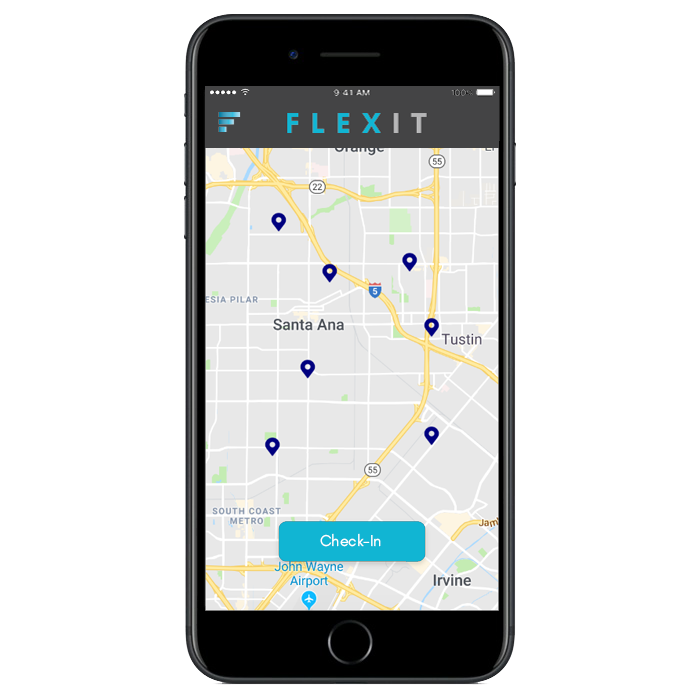 9 41 AM
100%
FLEXIT
Orange
55
22
5
ESIA PILAR
Santa Ana
Tustin
55
SOUTH COAST
METRO
Jam
Check-In
John Wayne
Airport
Irvine